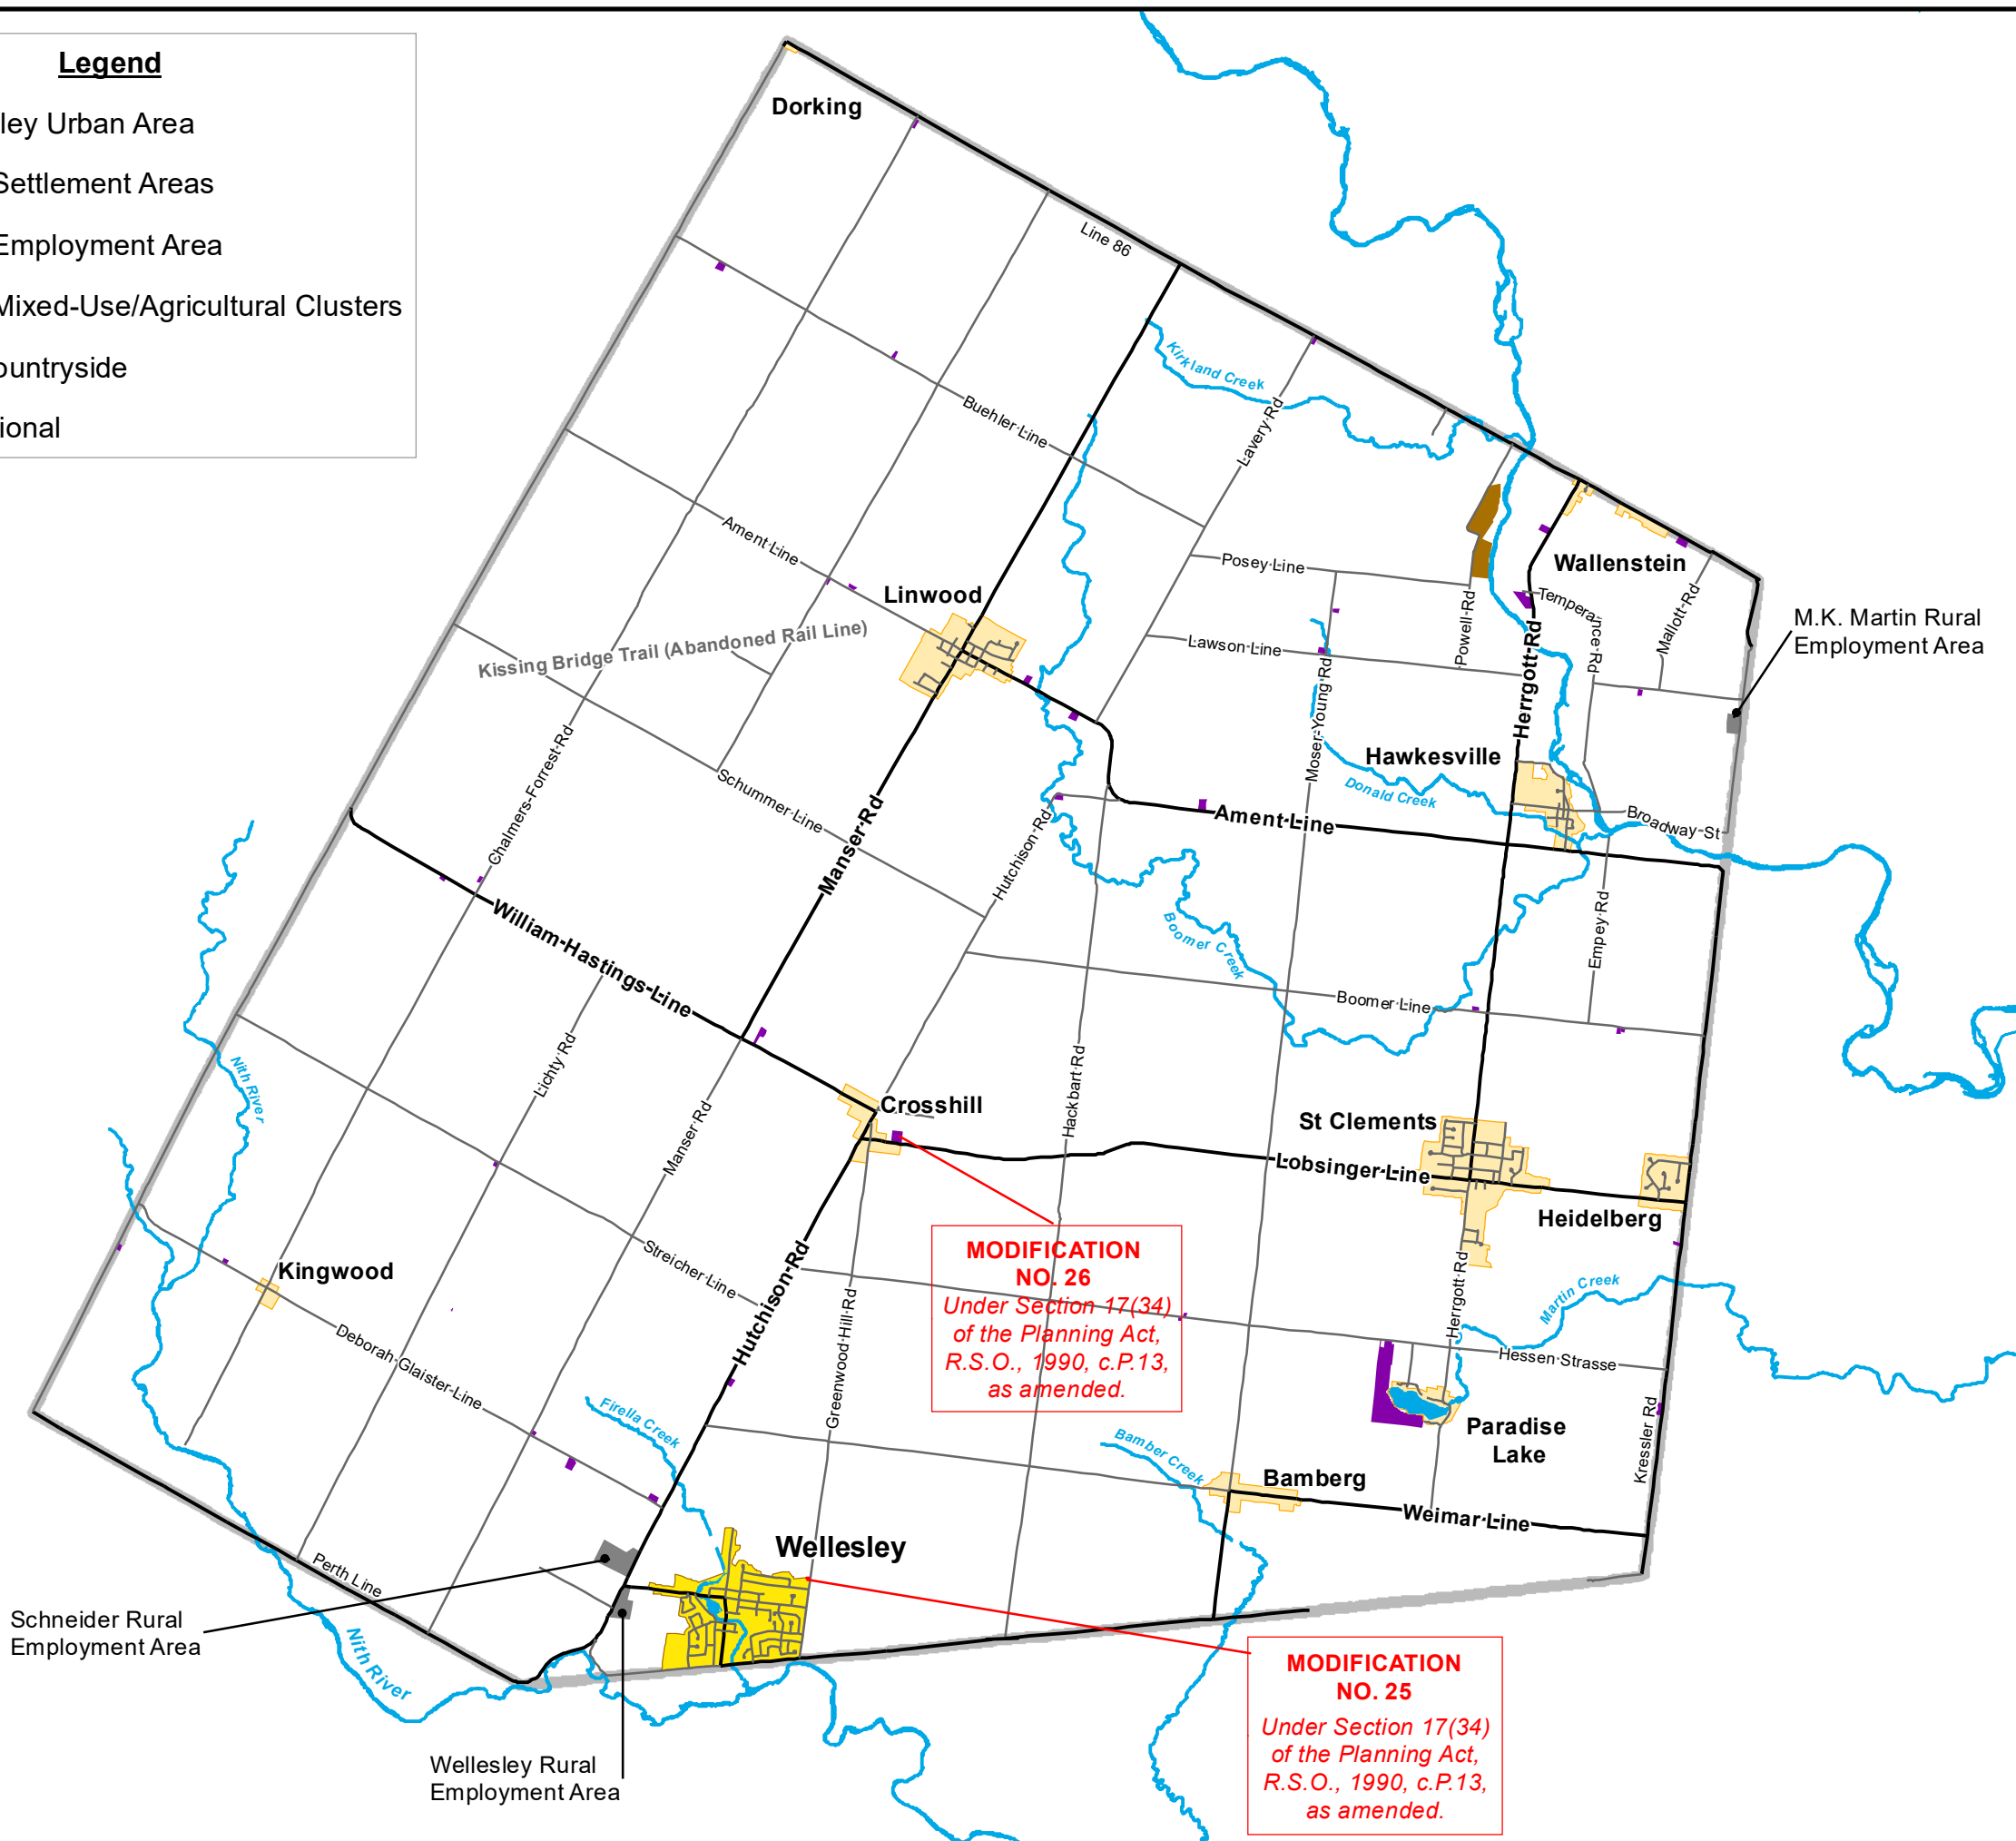 Legend
ley Urban Area
Settlement Areas
Employment Area
Mixed-Use/Agricultural Clusters
ountryside
ional
Dorking
Line 86
Kirkland Creek
Lavery Rd
Buehler Line
Ament Line
Linwood
Kissing Bridge Trail (Abandoned Rail Line)
Posey Line
Wallenstein
Temperance Rd
Mallott Rd
Powell Rd
M.K. Martin Rural
Employment Area
Lawson Line
Herrgott Rd
Moser-Young Rd
Hawkesville
Donald Creek
Broadway St
Chalmers-Forrest Rd
Schummer Line
Manser Rd
Hutchison Rd
Ament Line
Empey Rd
William Hastings Line
Boomer Creek
Boomer Line
Nith River
Lichty Rd
Manser Rd
Hackbart Rd
Crosshill
St Clements
Lobsinger Line
Heidelberg
Kingwood
Streicher Line
Hutchison Rd
Greenwood Hill Rd
MODIFICATION
NO. 26
Under Section 17(34)
of the Planning Act,
R.S.O., 1990, c.P.13,
as amended.
Herrgott Rd
Martin Creek
Hessen Strasse
Deborah Glaister Line
Firella Creek
Bamber Creek
Paradise
Lake
Kressler Rd
Bamberg
Weimar Line
Wellesley
Perth Line
Schneider Rural
Employment Area
Nith River
Wellesley Rural
Employment Area
MODIFICATION
NO. 25
Under Section 17(34)
of the Planning Act,
R.S.O., 1990, c.P.13,
as amended.